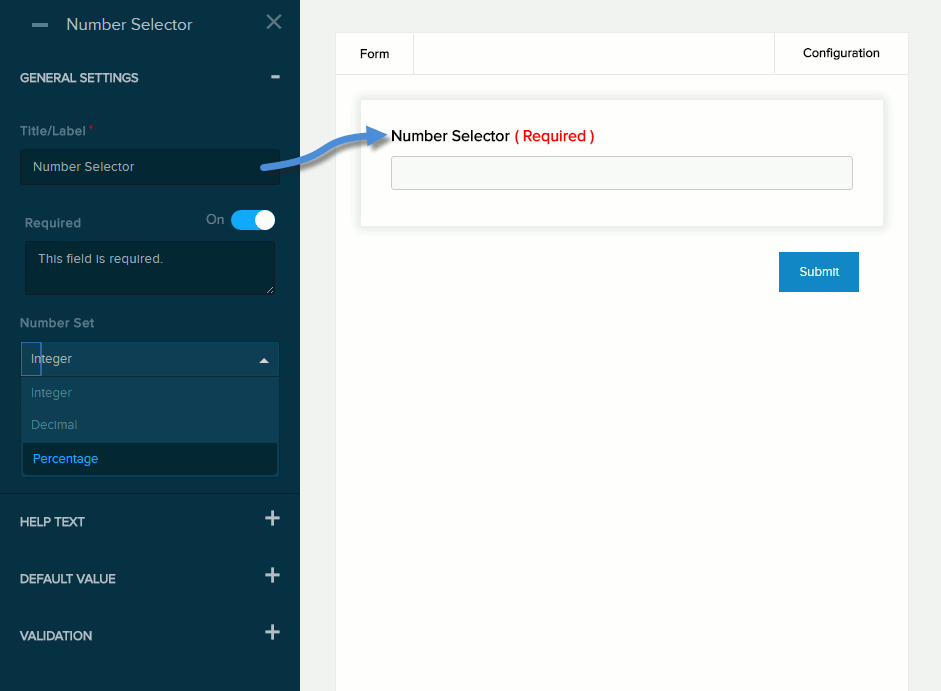 Number Selector
GENERAL SETTINGS
Title/Label *
Number Selector
Required
On
This field is required.
Number Set
Integer
Integer
Decimal
Percentage
HELP TEXT
DEFAULT VALUE
VALIDATION
Form
Configuration
Number Selector ( Required )
Submit